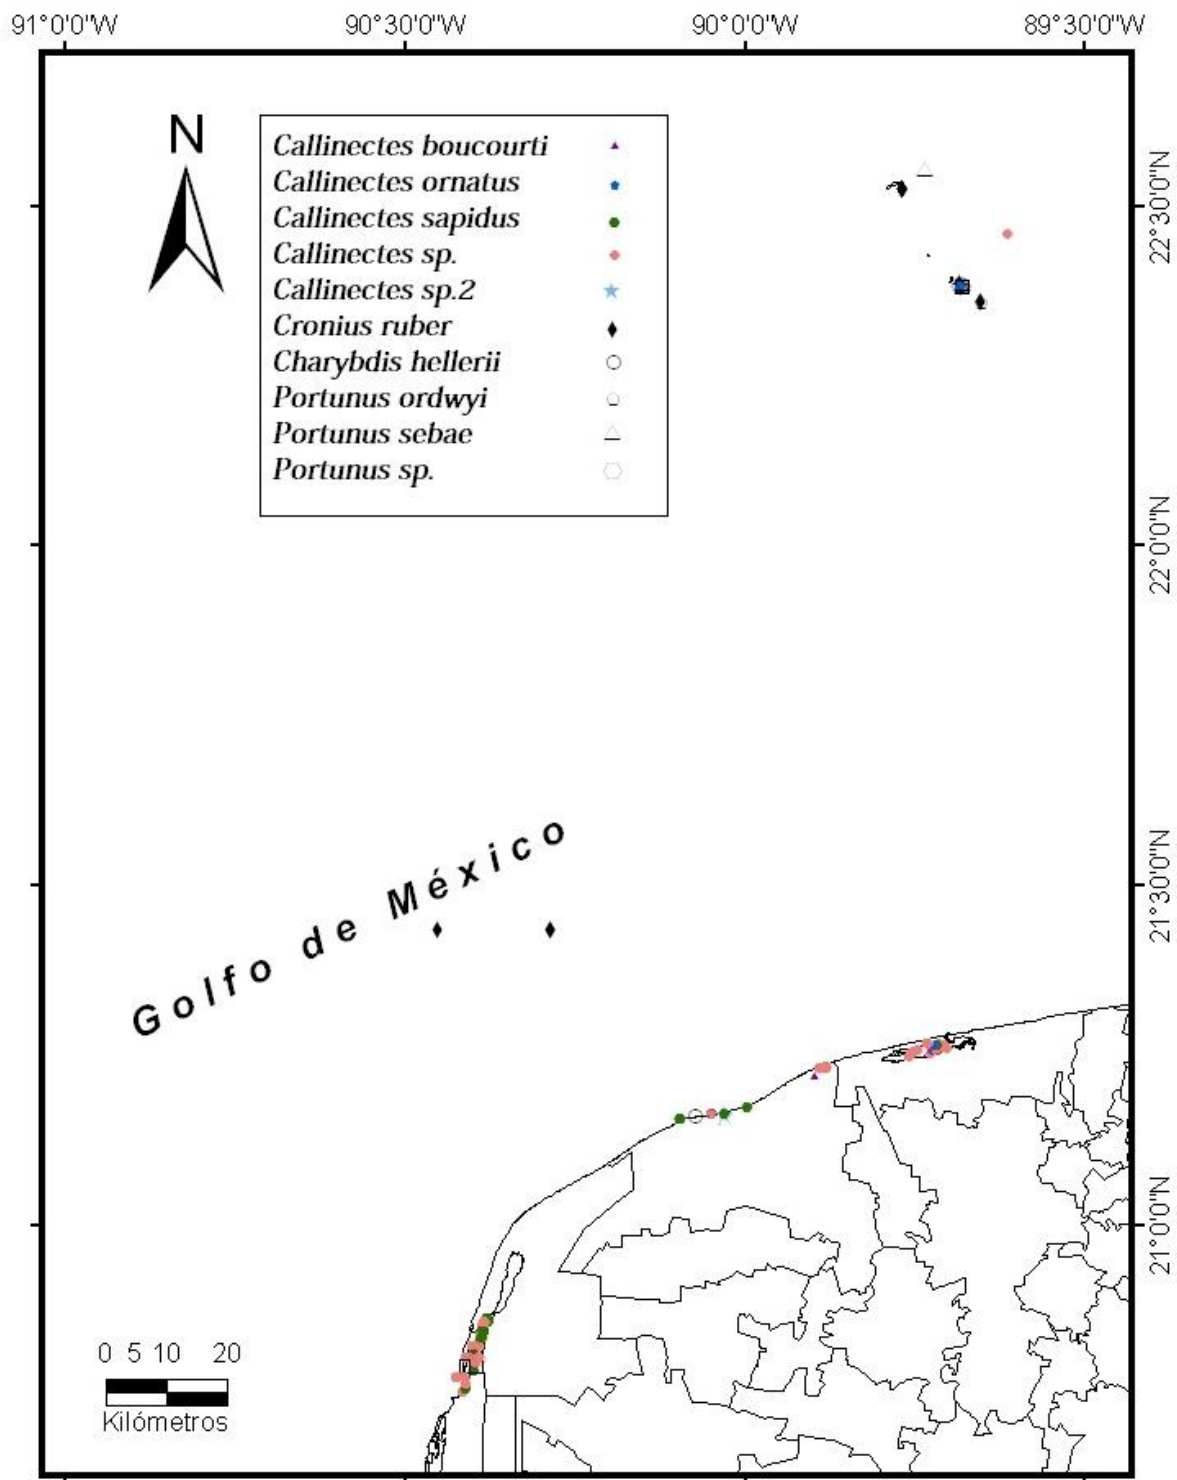 91°0'0"W 90°30'0"W 90°0'0"W 89°30'0"W
N
Callinectes boucourti
Callinectes ornatus
Callinectes sapidus
Callinectes sp.
Callinectes sp.2
Cronius ruber
Charybdis hellerii
Portunus ordwyi
Portunus sebae
Portunus sp.
22°30'0"N
22°0'0"N
21°30'0"N
21°0'0"N
Golfo de México
0 5 10 20
Kilómetros